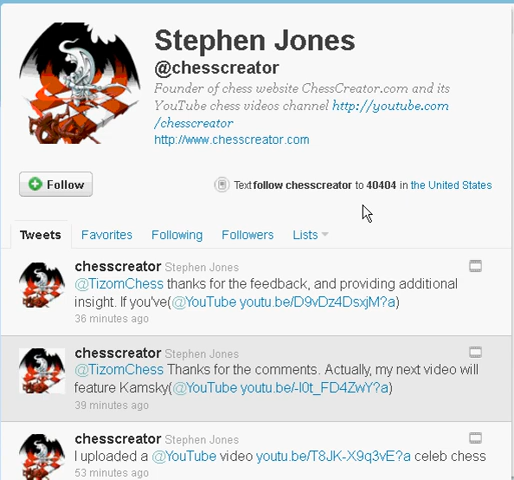 Stephen Jones
@chesscreator
Founder of chess website ChessCreator.com and its
YouTube chess videos channel http://youtube.com
/chesscreator
http://www.chesscreator.com
Follow
Text follow chesscreator to 40404 in the United States
Tweets Favorites Following Followers Lists
chesscreator Stephen Jones
@TizomChess thanks for the feedback, and providing additional
insight. If you've(@YouTube youtu.be/D9vDz4DsxjM?a)
36 minutes ago
chesscreator Stephen Jones
@TizomChess Thanks for the comments. Actually, my next video will
feature Kamsky(@YouTube youtu.be/-I0t_FD4ZwY?a)
39 minutes ago
chesscreator Stephen Jones
I uploaded a @YouTube video youtu.be/T8JK-X9q3vE?a celeb chess
53 minutes ago